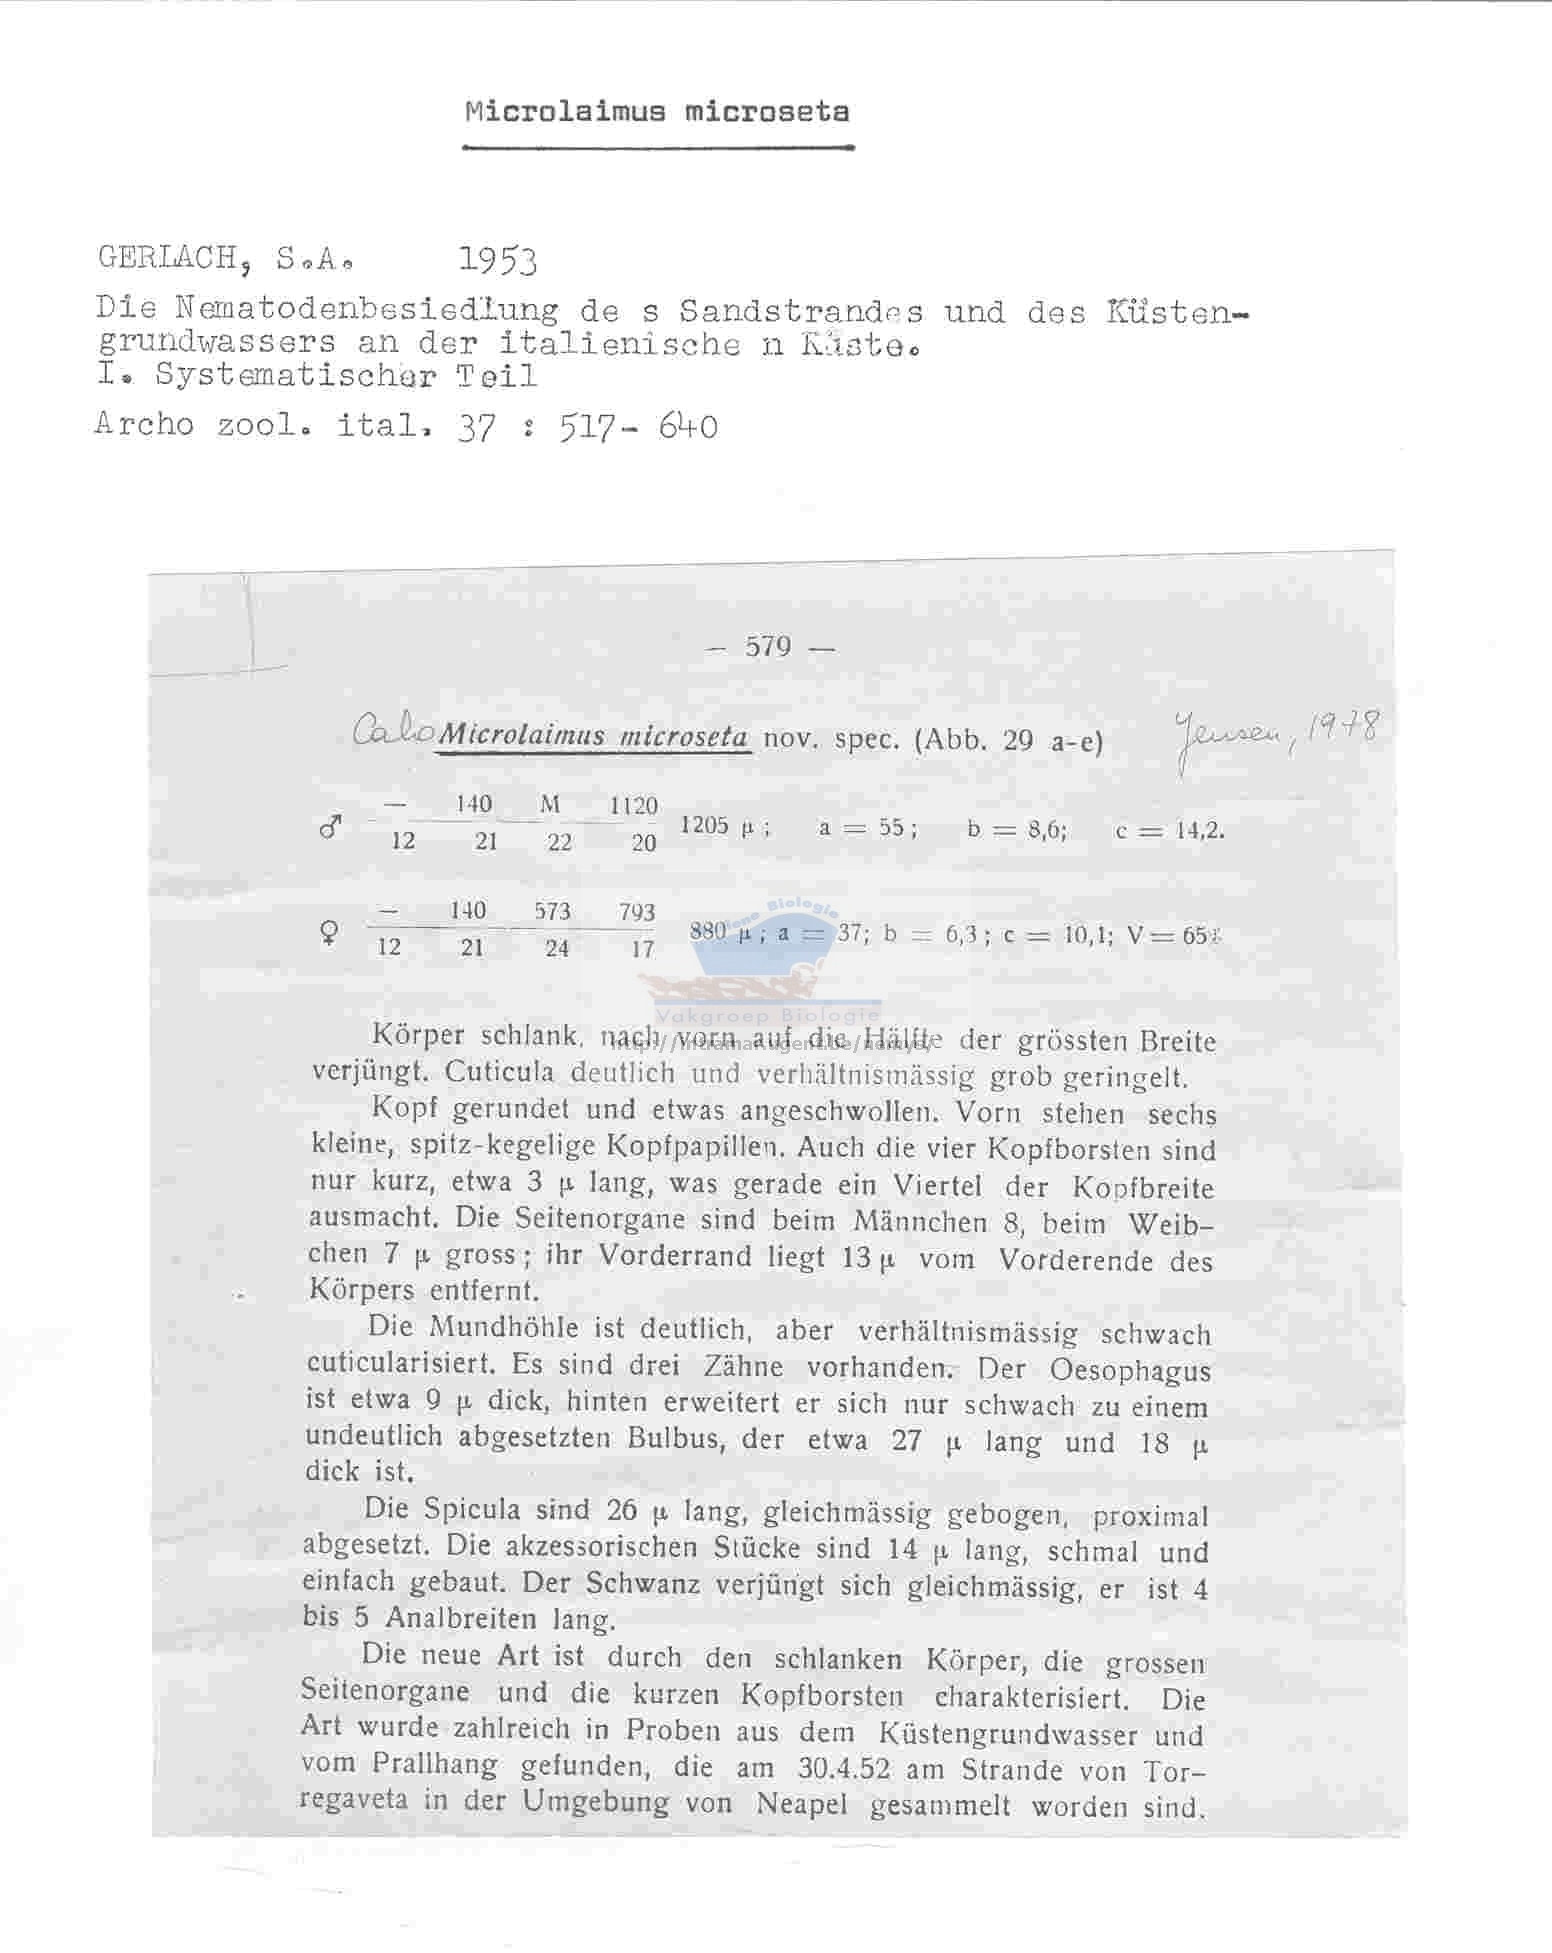 Microlaimus microseta
GERLACH, S.A. 1953
Die Nematodenbesiedlung de s Sandstrandes und des Küsten-
grundwassers an der italienische n Küste.
I. Systematischer Teil
Archo zool. ital. 37 : 517- 640
— 579 —
Calo Microlaimus microseta nov. spec. (Abb. 29 a-e) Jensen, 1978
— 140 M 1120
♂ 1205 µ ; a = 55 ; b = 8,6; c = 14,2.
12 21 22 20
— 140 573 793
♀ 880 µ ; a = 37; b = 6,3 ; c = 10,1; V = 65%
12 21 24 17
Biologie
Vakgroep Biologie
Körper schlank, nach vorn auf die Hälfte der grössten Breite
verjüngt. Cuticula deutlich und verhältnismässig grob geringelt.
Kopf gerundet und etwas angeschwollen. Vorn stehen sechs
kleine, spitz-kegelige Kopfpapillen. Auch die vier Kopfborsten sind
nur kurz, etwa 3 µ lang, was gerade ein Viertel der Kopfbreite
ausmacht. Die Seitenorgane sind beim Männchen 8, beim Weib-
chen 7 µ gross ; ihr Vorderrand liegt 13 µ vom Vorderende des
Körpers entfernt.
Die Mundhöhle ist deutlich, aber verhältnismässig schwach
cuticularisiert. Es sind drei Zähne vorhanden. Der Oesophagus
ist etwa 9 µ dick, hinten erweitert er sich nur schwach zu einem
undeutlich abgesetzten Bulbus, der etwa 27 µ lang und 18 µ
dick ist.
Die Spicula sind 26 µ lang, gleichmässig gebogen, proximal
abgesetzt. Die akzessorischen Stücke sind 14 µ lang, schmal und
einfach gebaut. Der Schwanz verjüngt sich gleichmässig, er ist 4
bis 5 Analbreiten lang.
Die neue Art ist durch den schlanken Körper, die grossen
Seitenorgane und die kurzen Kopfborsten charakterisiert. Die
Art wurde zahlreich in Proben aus dem Küstengrundwasser und
vom Prallhang gefunden, die am 30.4.52 am Strande von Tor-
regaveta in der Umgebung von Neapel gesammelt worden sind.